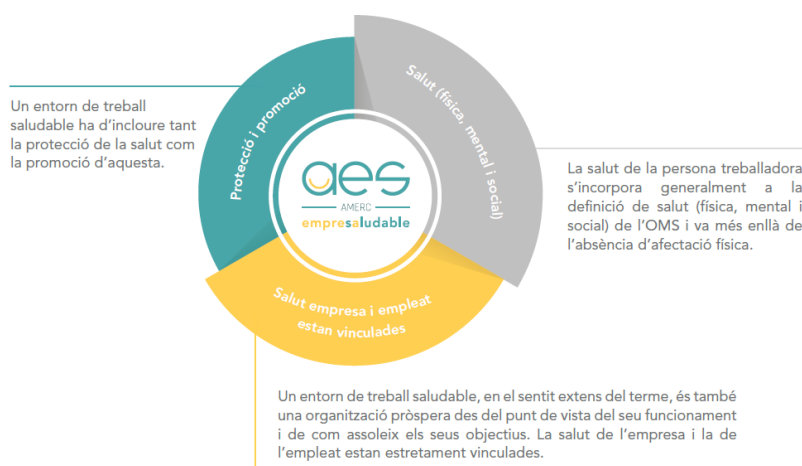 Protecció i promoció
Salut (física, mental i social)
Un entorn de treball
saludable ha d'incloure tant
la protecció de la salut com
la promoció d'aquesta.
aes
AMERC
empresaludable
La salut de la persona treballadora
s'incorpora generalment a la
definició de salut (física, mental i
social) de l'OMS i va més enllà de
l'absència d'afectació física.
Salut empresa i empleat
estan vinculades
Un entorn de treball saludable, en el sentit extens del terme, és també
una organització pròspera des del punt de vista del seu funcionament
i de com assoleix els seus objectius. La salut de l'empresa i la de
l'empleat estan estretament vinculades.